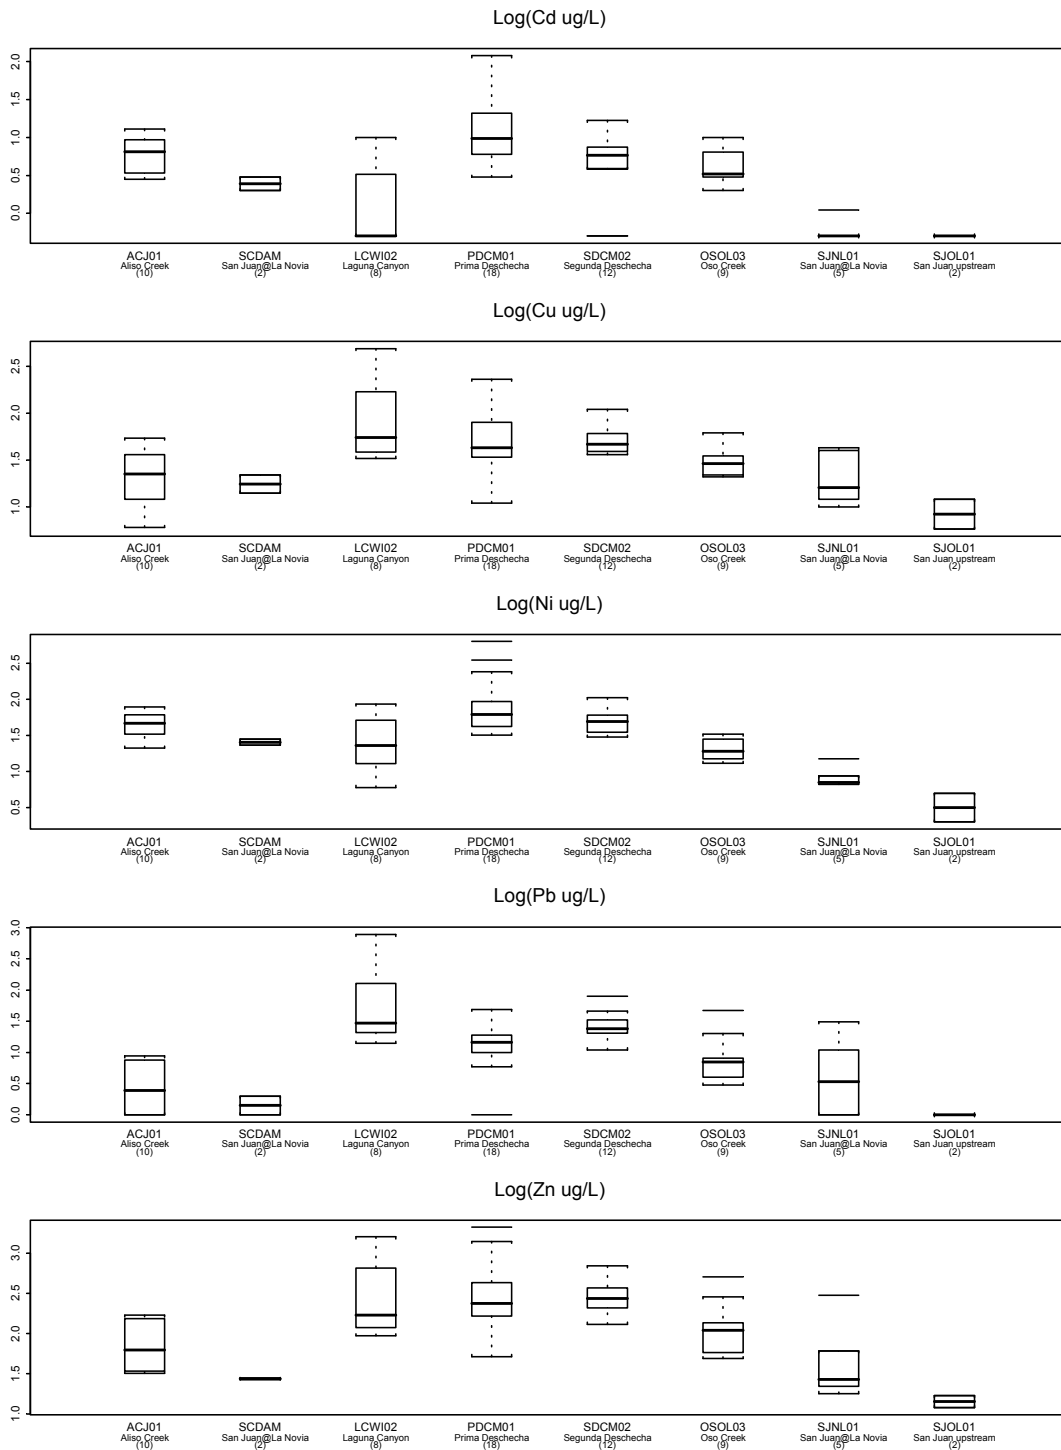 Log(Cd ug/L)
2.0
1.5
1.0
0.5
0.0
ACJ01 SCDAM LCWI02 PDCM01 SDCM02 OSOL03 SJNL01 SJOL01
Aliso Creek San Juan@La Novia Laguna Canyon Prima Deschecha Segunda Deschecha Oso Creek San Juan@La Novia San Juan upstream
(10) (2) (8) (18) (12) (9) (5) (2)
Log(Cu ug/L)
2.5
2.0
1.5
1.0
ACJ01 SCDAM LCWI02 PDCM01 SDCM02 OSOL03 SJNL01 SJOL01
Aliso Creek San Juan@La Novia Laguna Canyon Prima Deschecha Segunda Deschecha Oso Creek San Juan@La Novia San Juan upstream
(10) (2) (8) (18) (12) (9) (5) (2)
Log(Ni ug/L)
2.5
2.0
1.5
1.0
0.5
ACJ01 SCDAM LCWI02 PDCM01 SDCM02 OSOL03 SJNL01 SJOL01
Aliso Creek San Juan@La Novia Laguna Canyon Prima Deschecha Segunda Deschecha Oso Creek San Juan@La Novia San Juan upstream
(10) (2) (8) (18) (12) (9) (5) (2)
Log(Pb ug/L)
3.0
2.5
2.0
1.5
1.0
0.5
0.0
ACJ01 SCDAM LCWI02 PDCM01 SDCM02 OSOL03 SJNL01 SJOL01
Aliso Creek San Juan@La Novia Laguna Canyon Prima Deschecha Segunda Deschecha Oso Creek San Juan@La Novia San Juan upstream
(10) (2) (8) (18) (12) (9) (5) (2)
Log(Zn ug/L)
3.0
2.5
2.0
1.5
1.0
ACJ01 SCDAM LCWI02 PDCM01 SDCM02 OSOL03 SJNL01 SJOL01
Aliso Creek San Juan@La Novia Laguna Canyon Prima Deschecha Segunda Deschecha Oso Creek San Juan@La Novia San Juan upstream
(10) (2) (8) (18) (12) (9) (5) (2)